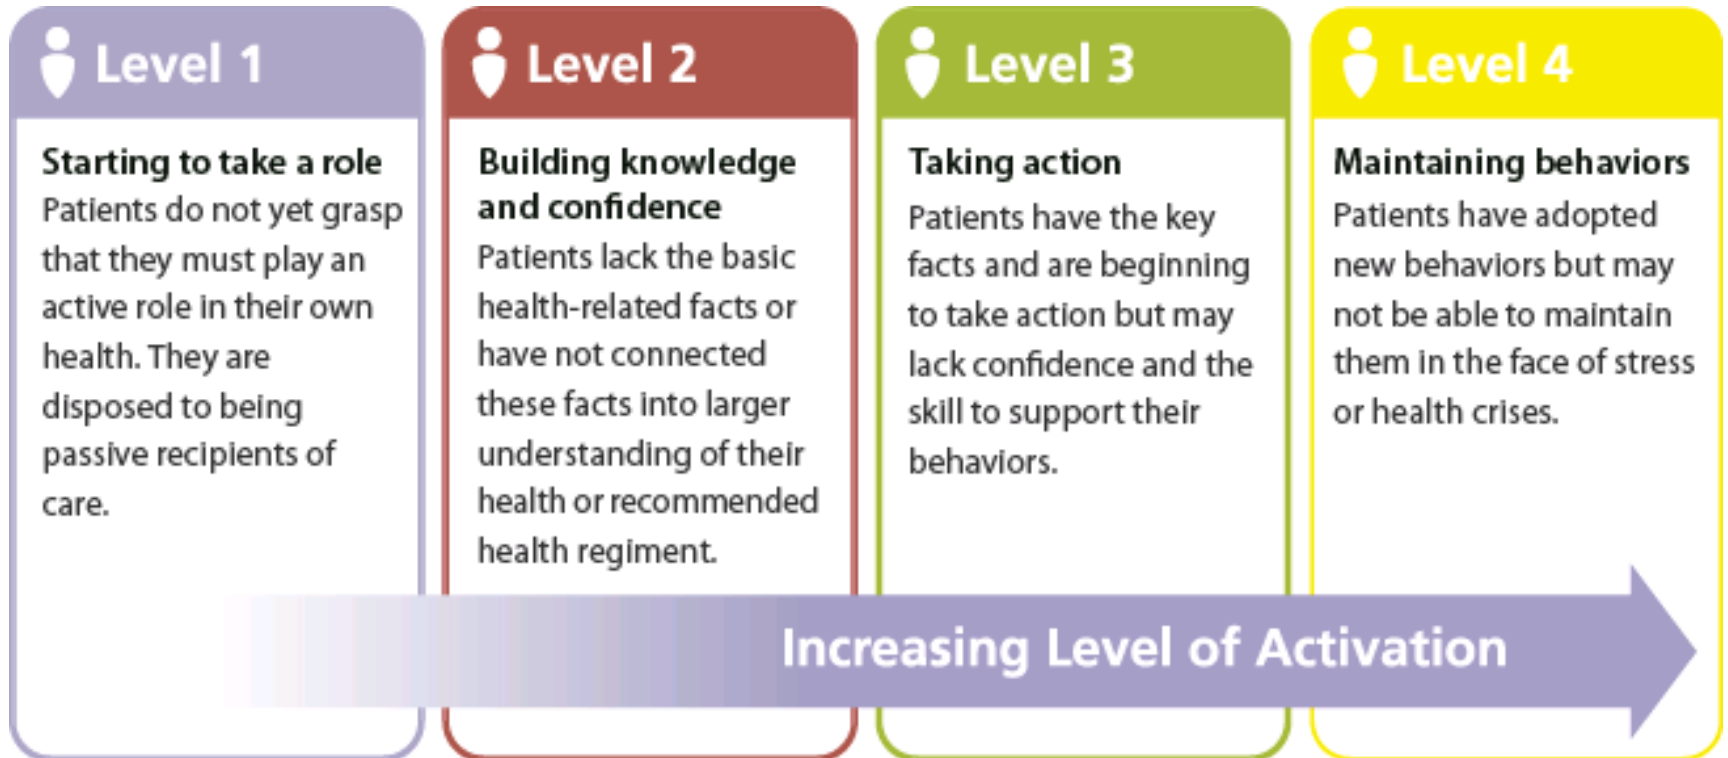 Level 1
Starting to take a role
Patients do not yet grasp
that they must play an
active role in their own
health. They are
disposed to being
passive recipients of
care.
Level 2
Building knowledge
and confidence
Patients lack the basic
health-related facts or
have not connected
these facts into larger
understanding of their
health or recommended
health regiment.
Level 3
Taking action
Patients have the key
facts and are beginning
to take action but may
lack confidence and the
skill to support their
behaviors.
Level 4
Maintaining behaviors
Patients have adopted
new behaviors but may
not be able to maintain
them in the face of stress
or health crises.
Increasing Level of Activation